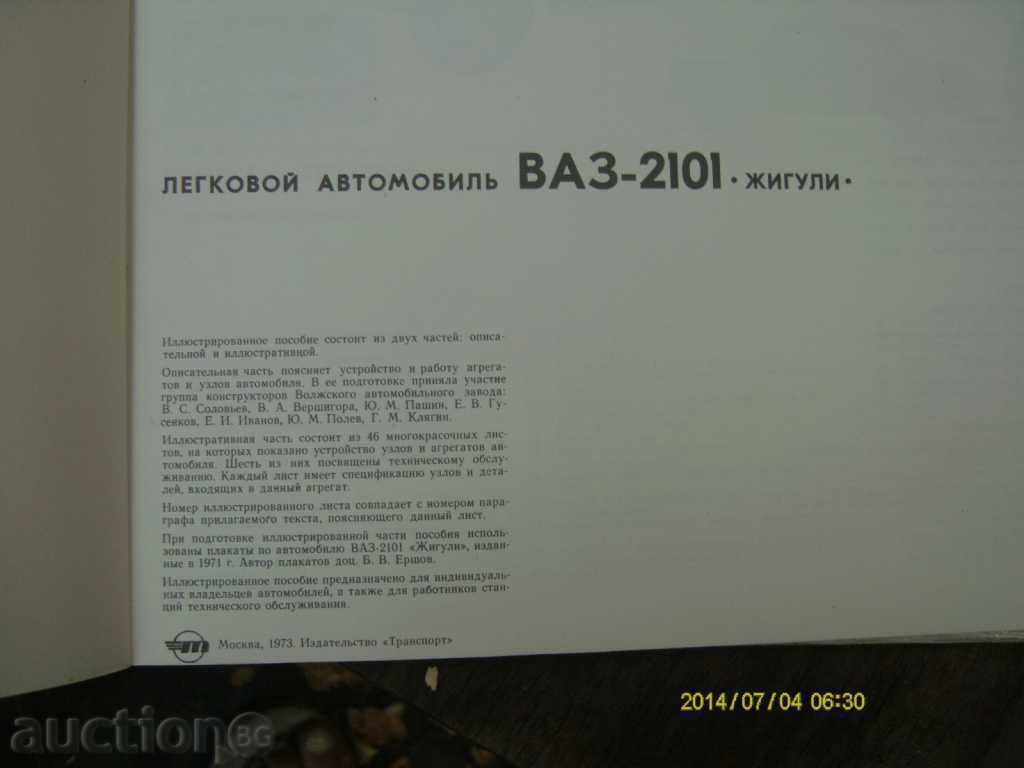 ЛЕГКОВОЙ АВТОМОБИЛЬ ВАЗ-2101 • ЖИГУЛИ •
Иллюстрированное пособие состоит из двух частей: описа-
тельной и иллюстративной.
Описательная часть поясняет устройство и работу агрега-
тов и узлов автомобиля. В ее подготовке приняла участие
группа конструкторов Волжского автомобильного завода:
В. С. Соловьев, В. А. Вершигора, Ю. М. Пашин, Е. В. Гу-
сенков, Е. И. Иванов, Ю. М. Полев, Г. М. Клягин.
Иллюстративная часть состоит из 46 многокрасочных лис-
тов, на которых показано устройство узлов и агрегатов ав-
томобиля. Шесть из них посвящены техническому обслу-
живанию. Каждый лист имеет спецификацию узлов и дета-
лей, входящих в данный агрегат.
Номер иллюстрированного листа совпадает с номером пара-
графа прилагаемого текста, поясняющего данный лист.
При подготовке иллюстрированной части пособия исполь-
зованы плакаты по автомобилю ВАЗ-2101 «Жигули», издан-
ные в 1971 г. Автор плакатов доц. Б. В. Ершов.
Иллюстрированное пособие предназначено для индивидуаль-
ных владельцев автомобилей, а также для работников стан-
ций технического обслуживания.
Москва, 1973. Издательство «Транспорт»
2014/07/04 06:30
auction BG